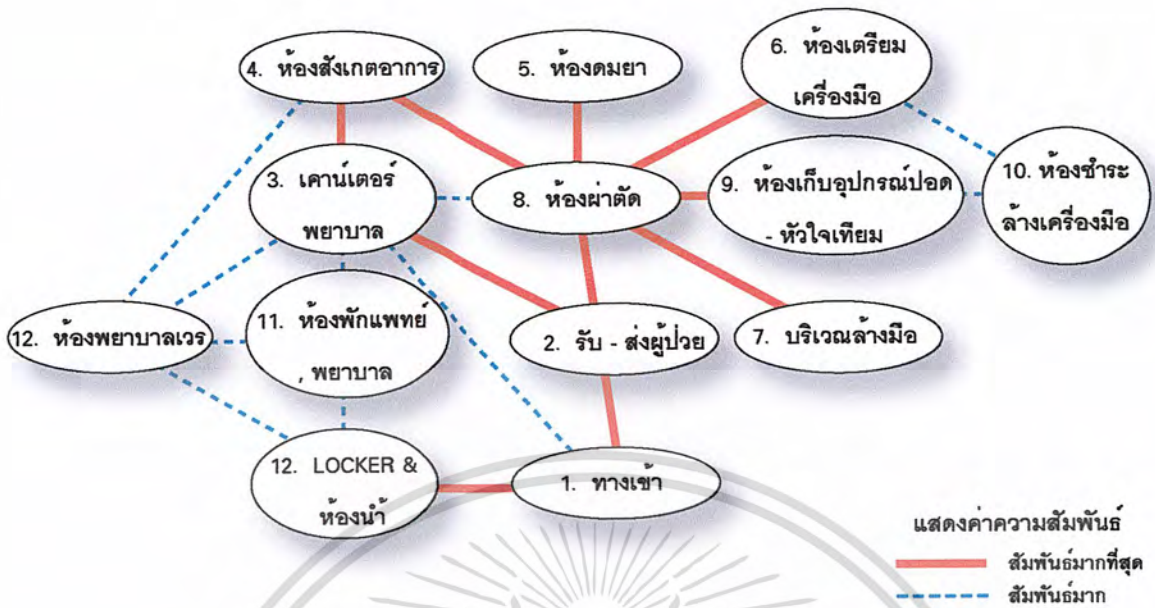 4. ห้องสังเกตอาการ
5. ห้องดมยา
6. ห้องเตรียม
เครื่องมือ
3. เคาน์เตอร์
พยาบาล
8. ห้องผ่าตัด
9. ห้องเก็บอุปกรณ์ปอด
- หัวใจเทียม
10. ห้องชำระ
ล้างเครื่องมือ
12. ห้องพยาบาลเวร
11. ห้องพักแพทย์
, พยาบาล
2. รับ - ส่งผู้ป่วย
7. บริเวณล้างมือ
12. LOCKER &
ห้องน้ำ
1. ทางเข้า
แสดงค่าความสัมพันธ์
สัมพันธ์มากที่สุด
สัมพันธ์มาก